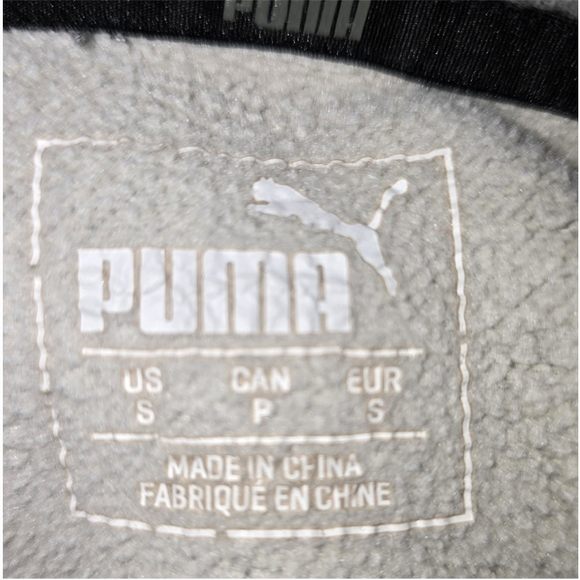 PUMA
PUMA
US CAN EUR
S P S
MADE IN CHINA
FABRIQUÉ EN CHINE